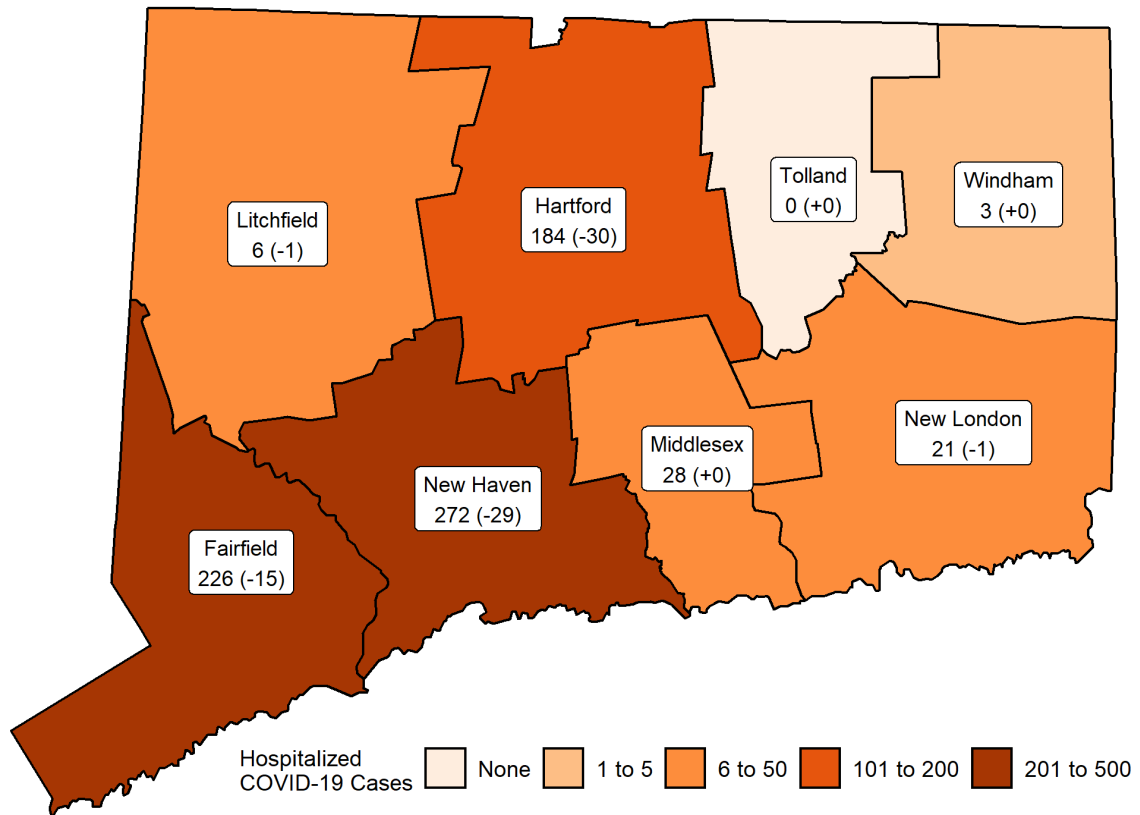 Tolland
0 (+0)
Windham
3 (+0)
Litchfield
6 (-1)
Hartford
184 (-30)
New London
21 (-1)
Middlesex
28 (+0)
New Haven
272 (-29)
Fairfield
226 (-15)
Hospitalized
COVID-19 Cases
None
1 to 5
6 to 50
101 to 200
201 to 500